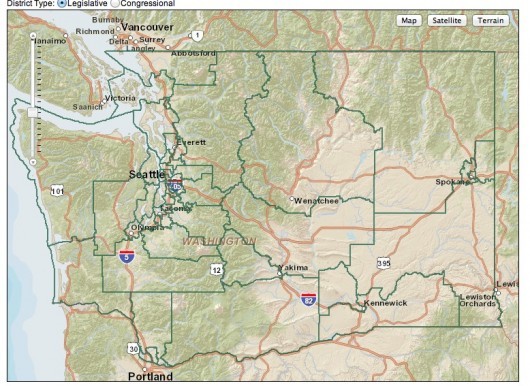 District Type: Legislative Congressional
Map Satellite Terrain
Burnaby
Vancouver
Richmond
Delta Surrey
Langley
Abbotsford
1
Nanaimo
Victoria
Saanich
Everett
Seattle
405
101
Tacoma
Olympia
5
WASHINGTON
Wenatchee
Spokane
12
Yakima
395
82
Kennewick
Lewiston
Orchards
Lewis
30
Portland